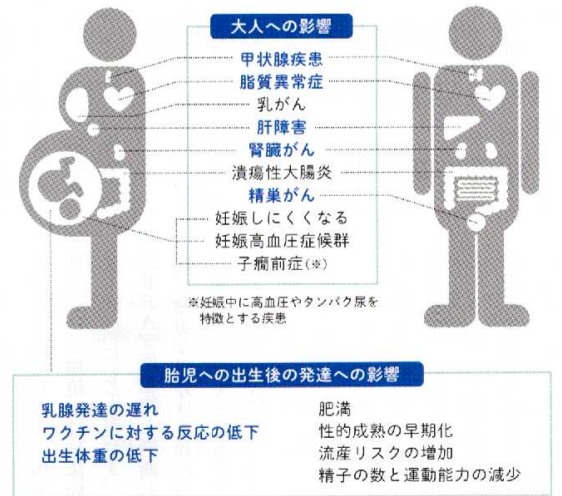 大人への影響
甲状腺疾患
脂質異常症
乳がん
肝障害
腎臓がん
潰瘍性大腸炎
精巣がん
妊娠しにくくなる
妊娠高血圧症候群
子癇前症(※)
※妊娠中に高血圧やタンパク尿を
特徴とする疾患
胎児への出生後の発達への影響
乳腺発達の遅れ
ワクチンに対する反応の低下
出生体重の低下
肥満
性的成熟の早期化
流産リスクの増加
精子の数と運動能力の減少